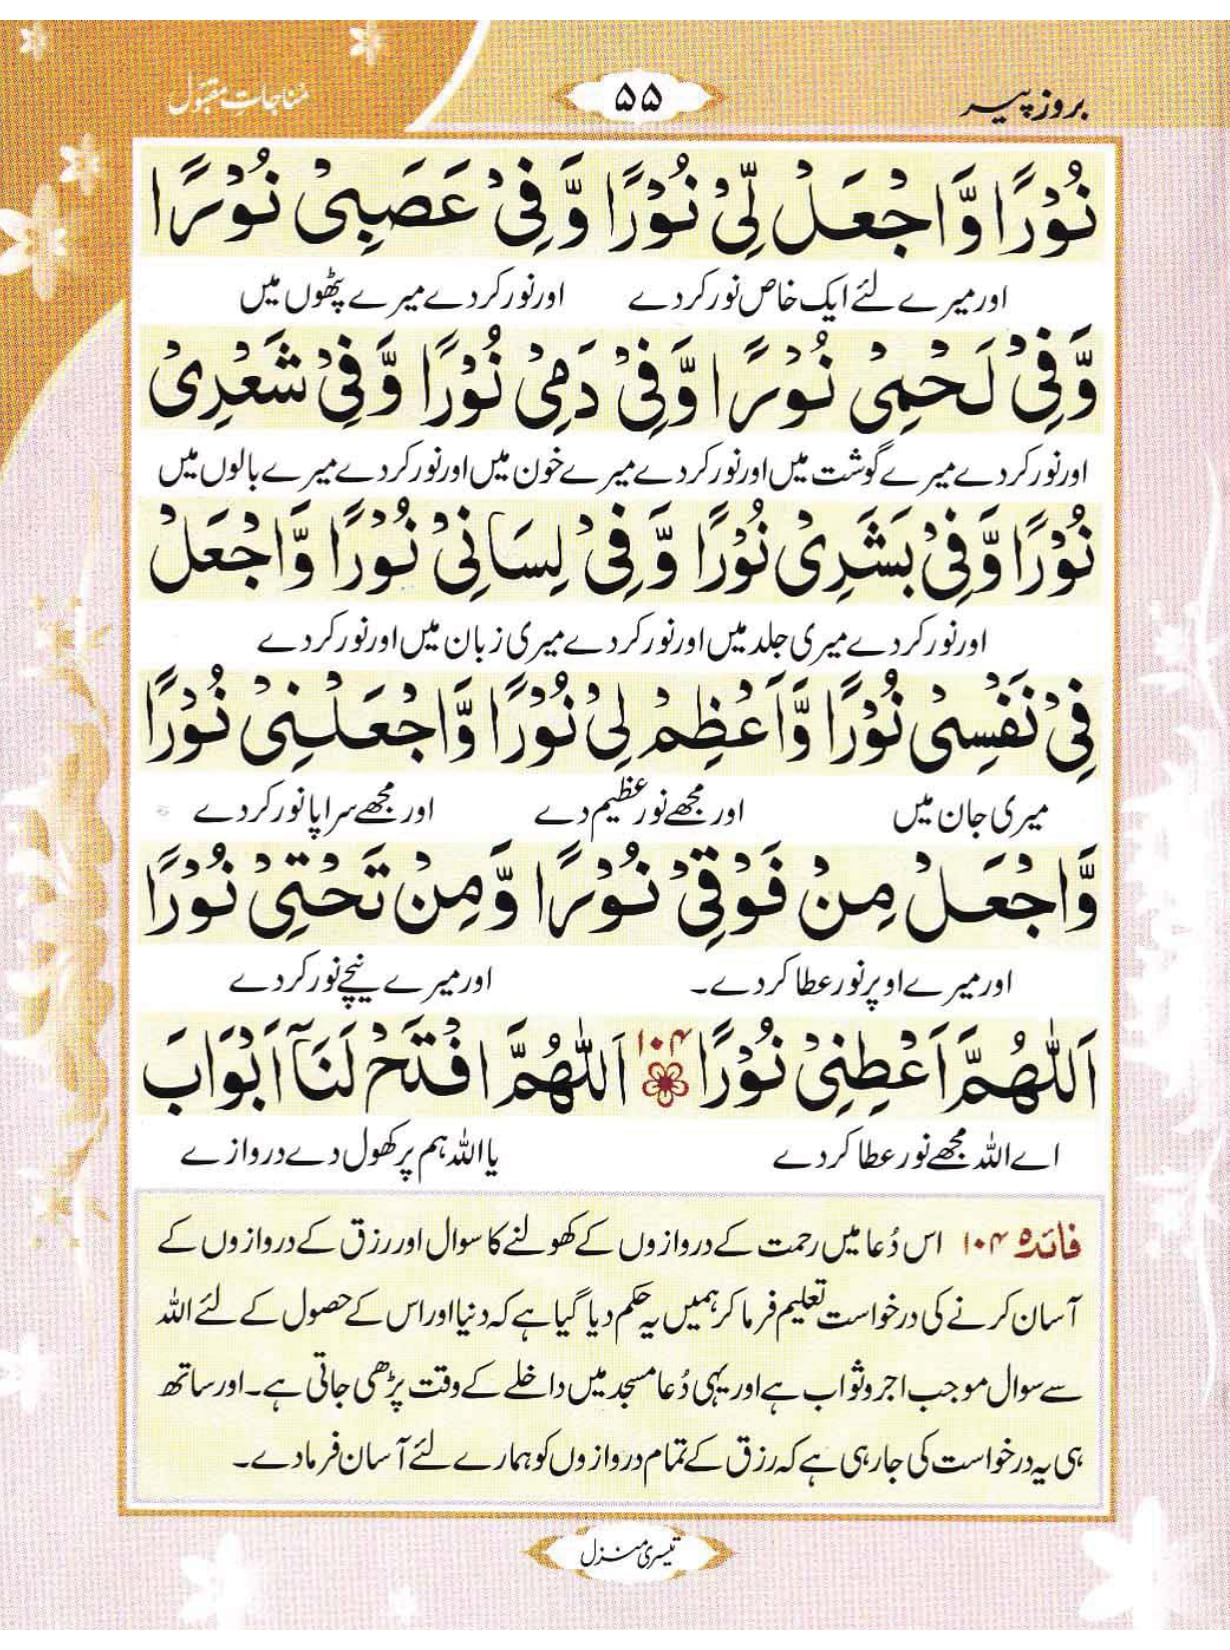 بروز پیر
۵۵
مُناجاتِ مقبول
نُوْرًا وَّاجْعَلْ لِّيْ نُوْرًا وَّفِيْ عَصَبِيْ نُوْرًا
اور میرے لئے ایک خاص نور کردے اور نور کردے میرے پٹھوں میں
وَّفِيْ لَحْمِيْ نُوْرًا وَّفِيْ دَمِيْ نُوْرًا وَّفِيْ شَعْرِيْ
اور نور کردے میرے گوشت میں اور نور کردے میرے خون میں اور نور کردے میرے بالوں میں
نُوْرًا وَّفِيْ بَشَرِيْ نُوْرًا وَّفِيْ لِسَانِيْ نُوْرًا وَّاجْعَلْ
اور نور کردے میری جلد میں اور نور کردے میری زبان میں اور نور کردے
فِيْ نَفْسِيْ نُوْرًا وَّاَعْظِمْ لِيْ نُوْرًا وَّاجْعَلْنِيْ نُوْرًا
میری جان میں اور مجھے نور عظیم دے اور مجھے سراپا نور کردے
وَّاجْعَلْ مِنْ فَوْقِيْ نُوْرًا وَّمِنْ تَحْتِيْ نُوْرًا
اور میرے اوپر نور عطا کردے۔ اور میرے نیچے نور کردے
اَللّٰهُمَّ اَعْطِنِيْ نُوْرًا ۱۰۴ اَللّٰهُمَّ افْتَحْ لَنَآ اَبْوَابَ
اے اللہ مجھے نور عطا کردے یا اللہ ہم پر کھول دے دروازے
فائدہ ۱۰۴ اس دُعا میں رحمت کے دروازوں کے کھولنے کا سوال اور رزق کے دروازوں کے
آسان کرنے کی درخواست تعلیم فرما کر ہمیں یہ حکم دیا گیا ہے کہ دنیا اور اس کے حصول کے لئے اللہ
سے سوال موجب اجر و ثواب ہے اور یہی دُعا مسجد میں داخلے کے وقت پڑھی جاتی ہے۔ اور ساتھ
ہی یہ درخواست کی جارہی ہے کہ رزق کے تمام دروازوں کو ہمارے لئے آسان فرمادے۔
تیسری منزل